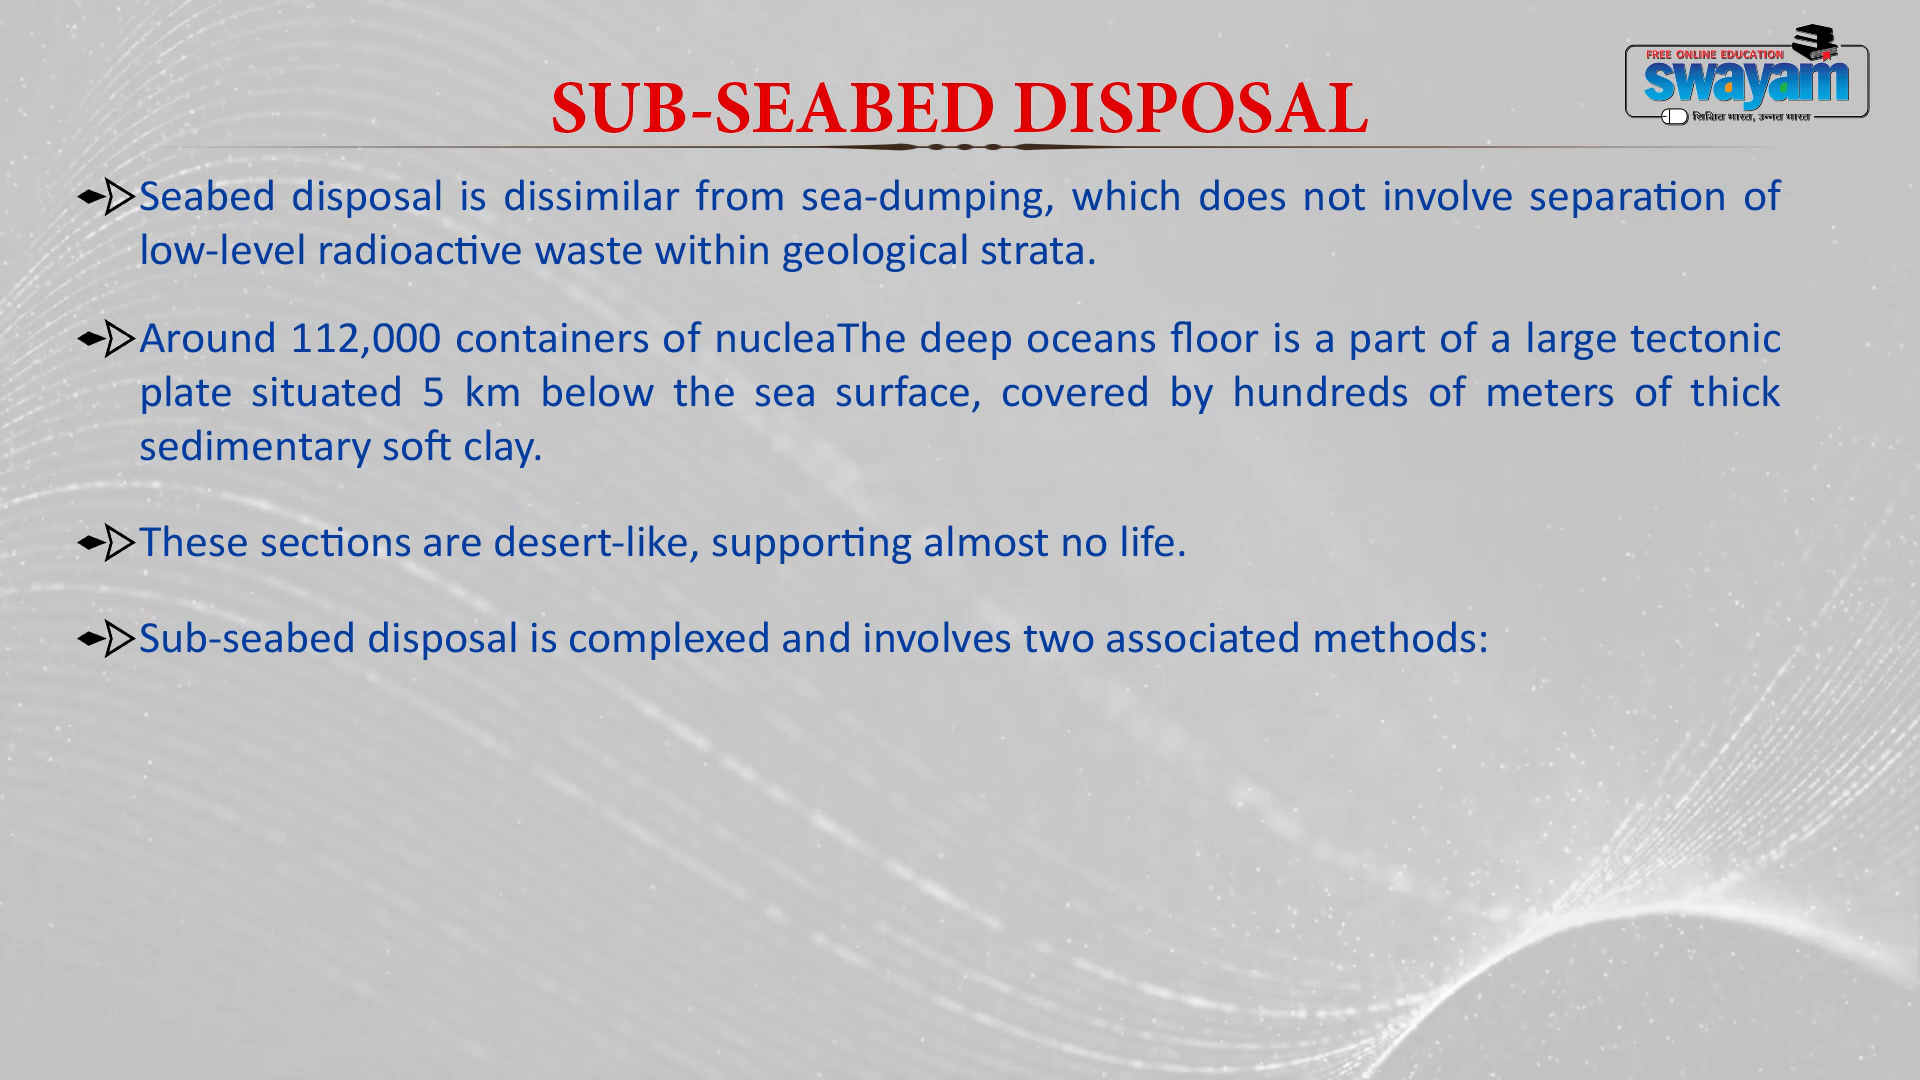 FREE ONLINE EDUCATION
swayam
शिक्षित भारत, उन्नत भारत
SUB-SEABED DISPOSAL
Seabed disposal is dissimilar from sea-dumping, which does not involve separation of
low-level radioactive waste within geological strata.
Around 112,000 containers of nucleaThe deep oceans floor is a part of a large tectonic
plate situated 5 km below the sea surface, covered by hundreds of meters of thick
sedimentary soft clay.
These sections are desert-like, supporting almost no life.
Sub-seabed disposal is complexed and involves two associated methods: